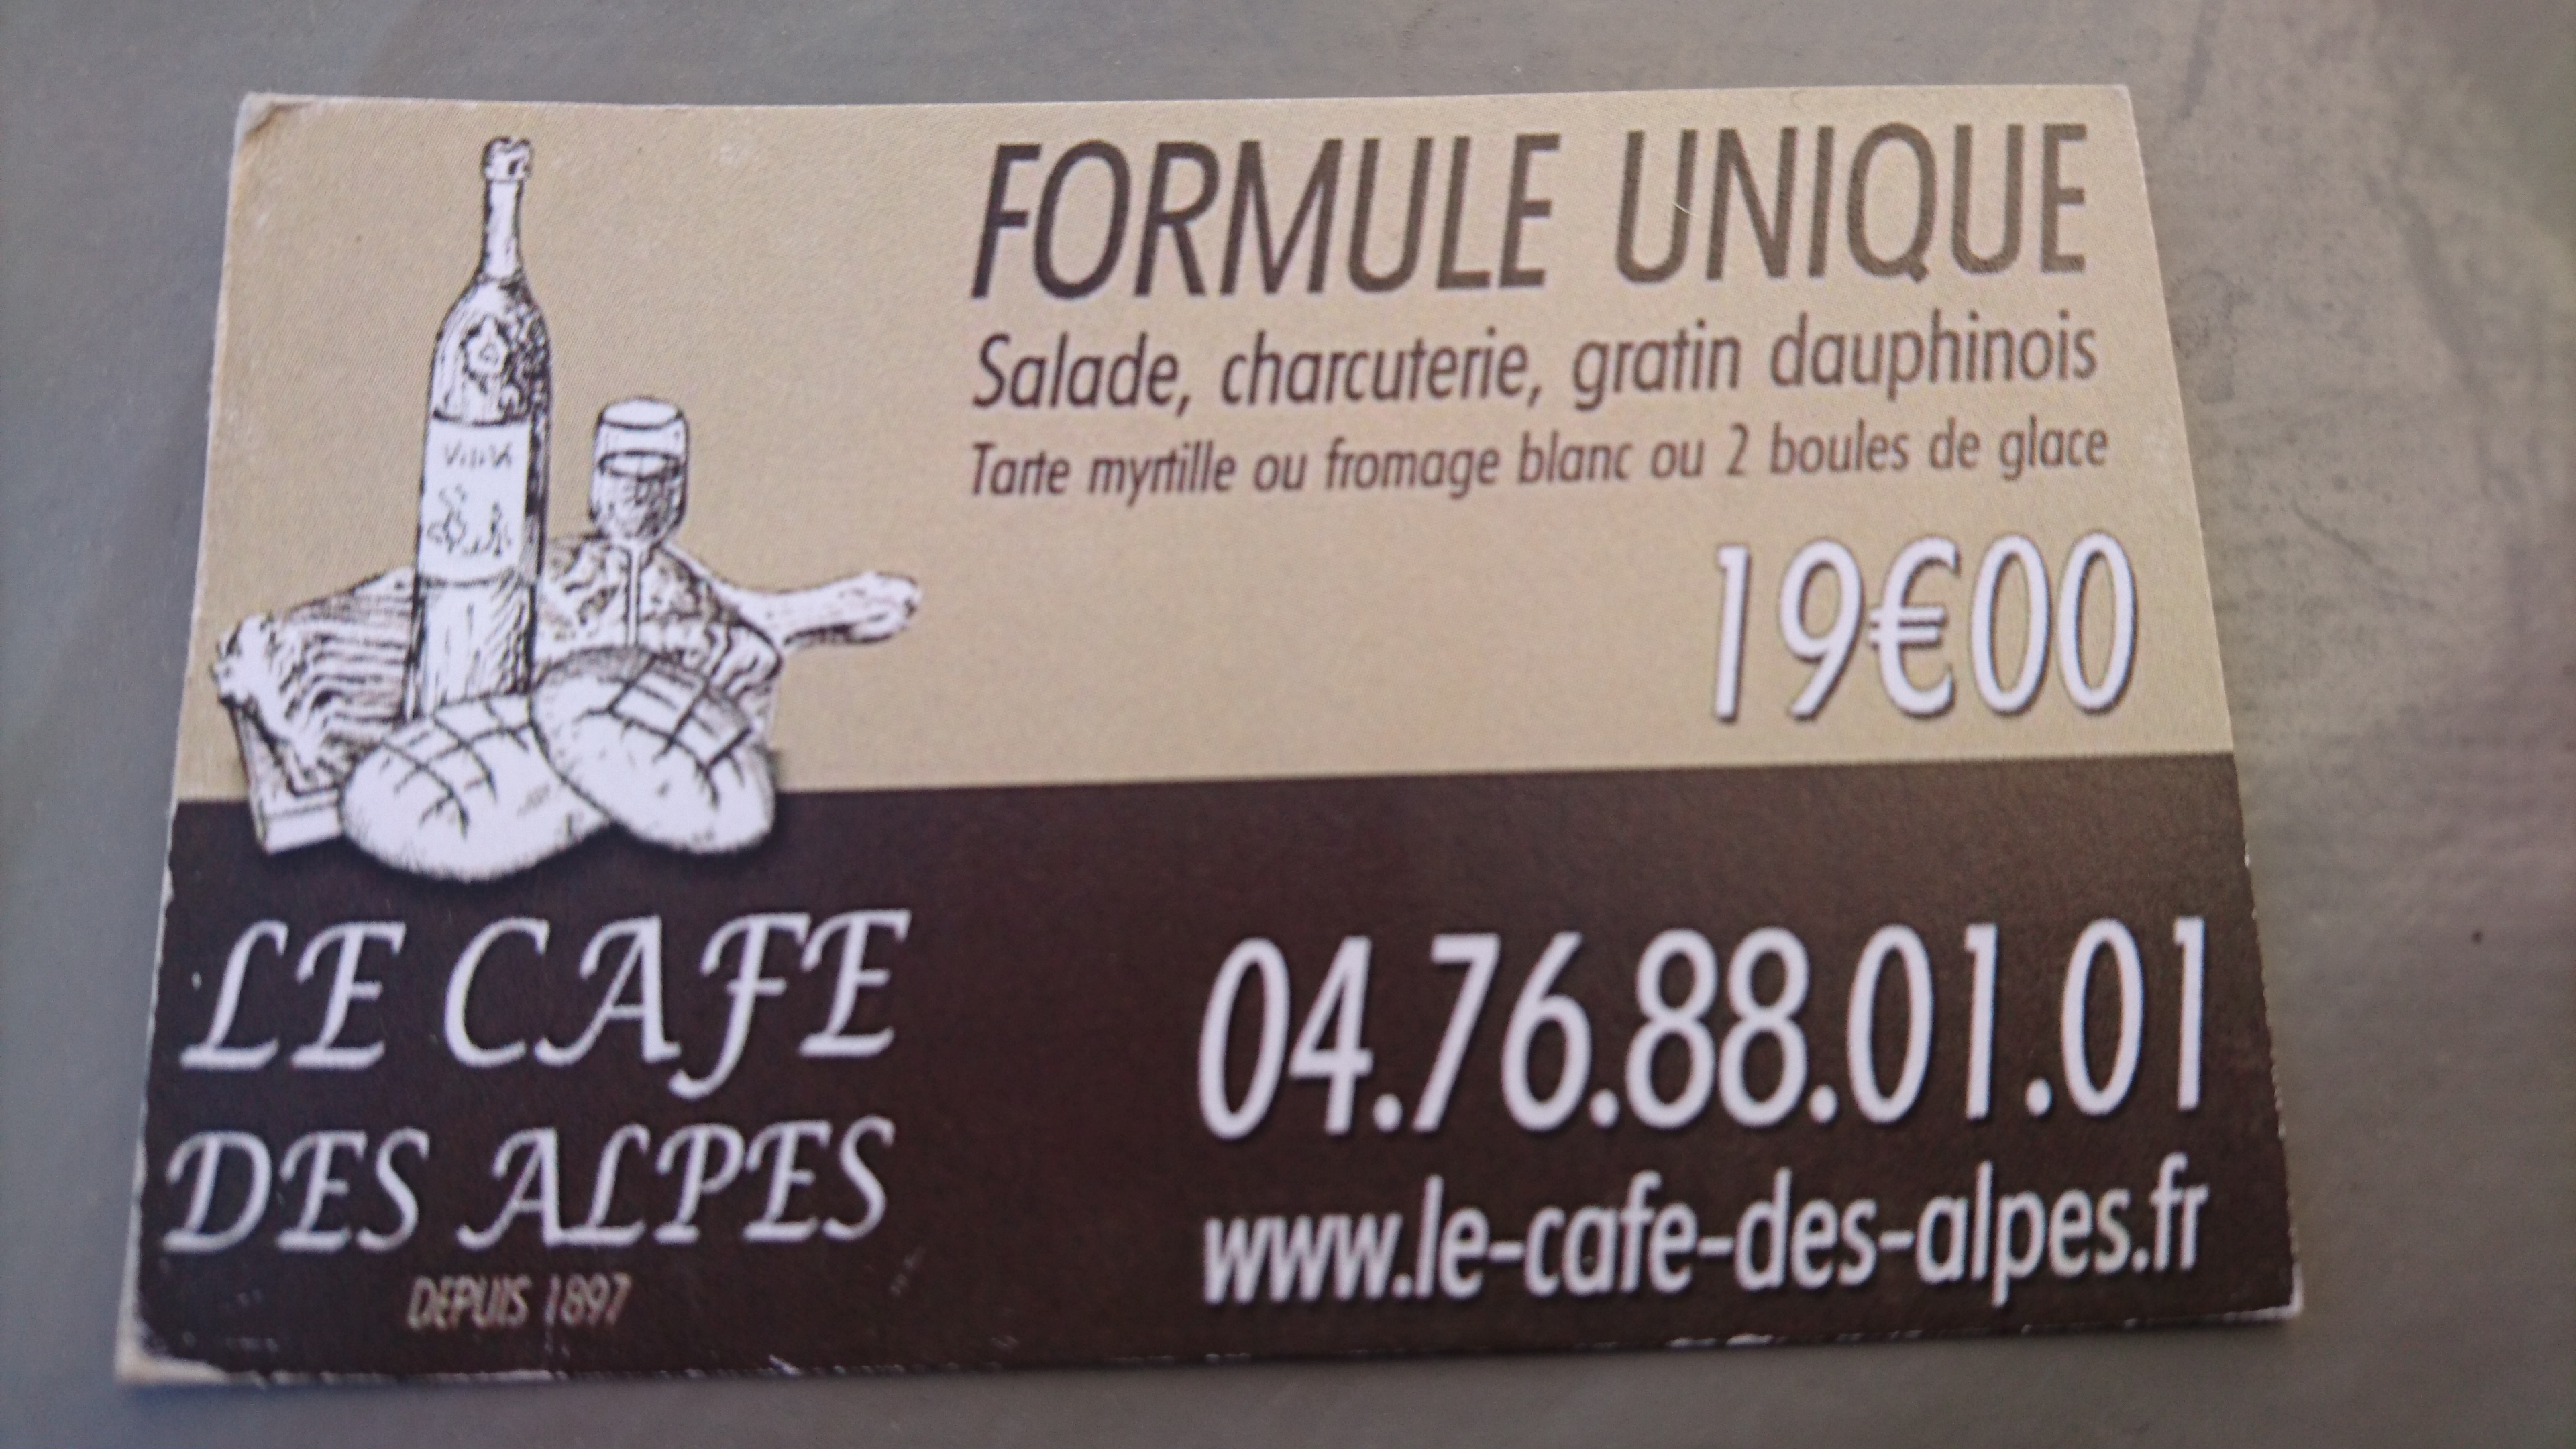 FORMULE UNIQUE
Salade, charcuterie, gratin dauphinois
Tarte myrtille ou fromage blanc ou 2 boules de glace
19€00
LE CAFE
DES ALPES
DEPUIS 1897
04.76.88.01.01
www.le-cafe-des-alpes.fr